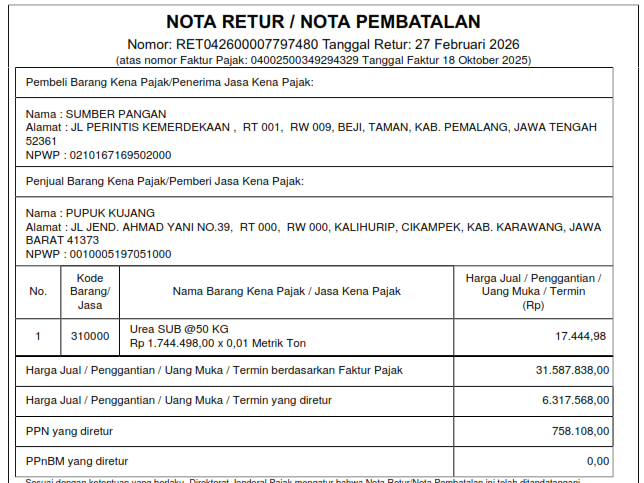 NOTA RETUR / NOTA PEMBATALAN
Nomor: RET042600007797480 Tanggal Retur: 27 Februari 2026
(atas nomor Faktur Pajak: 04002500349294329 Tanggal Faktur 18 Oktober 2025)
Pembeli Barang Kena Pajak/Penerima Jasa Kena Pajak:
Nama : SUMBER PANGAN
Alamat : JL PERINTIS KEMERDEKAAN , RT 001, RW 009, BEJI, TAMAN, KAB. PEMALANG, JAWA TENGAH
52361
NPWP : 0210167169502000
Penjual Barang Kena Pajak/Pemberi Jasa Kena Pajak:
Nama : PUPUK KUJANG
Alamat : JL JEND. AHMAD YANI NO.39, RT 000, RW 000, KALIHURIP, CIKAMPEK, KAB. KARAWANG, JAWA
BARAT 41373
NPWP : 0010005197051000
No.
Kode
Barang/
Jasa
Nama Barang Kena Pajak / Jasa Kena Pajak
Harga Jual / Penggantian /
Uang Muka / Termin
(Rp)
1
310000
Urea SUB @50 KG
Rp 1.744.498,00 x 0,01 Metrik Ton
17.444,98
Harga Jual / Penggantian / Uang Muka / Termin berdasarkan Faktur Pajak 31.587.838,00
Harga Jual / Penggantian / Uang Muka / Termin yang diretur 6.317.568,00
PPN yang diretur 758.108,00
PPnBM yang diretur 0,00
Sesuai dengan ketentuan yang berlaku, Direktorat Jenderal Pajak mengatur bahwa Nota Retur/Nota Pembatalan ini telah ditandatangani